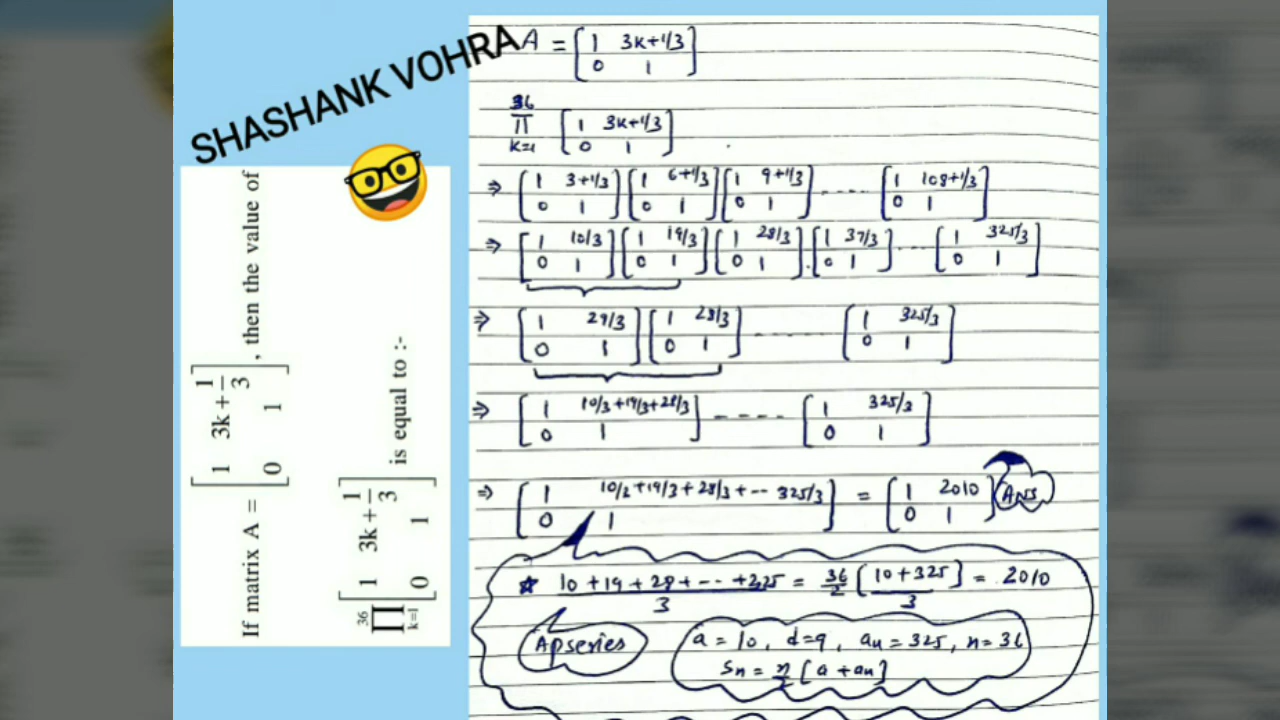 SHASHANK VOHRA
If matrix A = [1 3k+1/3; 0 1], then the value of
36 ∏ k=1 [1 3k+1/3; 0 1] is equal to :-
A = [1 3k+1/3; 0 1]
36 ∏ k=1 [1 3k+1/3; 0 1]
⇒ [1 3+1/3; 0 1] [1 6+1/3; 0 1] [1 9+1/3; 0 1] ---- [1 108+1/3; 0 1]
⇒ [1 10/3; 0 1] [1 19/3; 0 1] [1 28/3; 0 1] . [1 37/3; 0 1] --- [1 325/3; 0 1]
⇒ [1 29/3; 0 1] [1 28/3; 0 1] ------ [1 325/3; 0 1]
⇒ [1 10/3+19/3+28/3; 0 1] ---- [1 325/3; 0 1]
⇒ [1 10/3+19/3+28/3+-- 325/3; 0 1] = [1 2010; 0 1] Ans
☆ 10+19+28+--+325 / 3 = 36/2 [10+325 / 3] = 2010
Ap series
a = 10, d=9, an = 325, n = 36
Sn = n/2 [a + an]